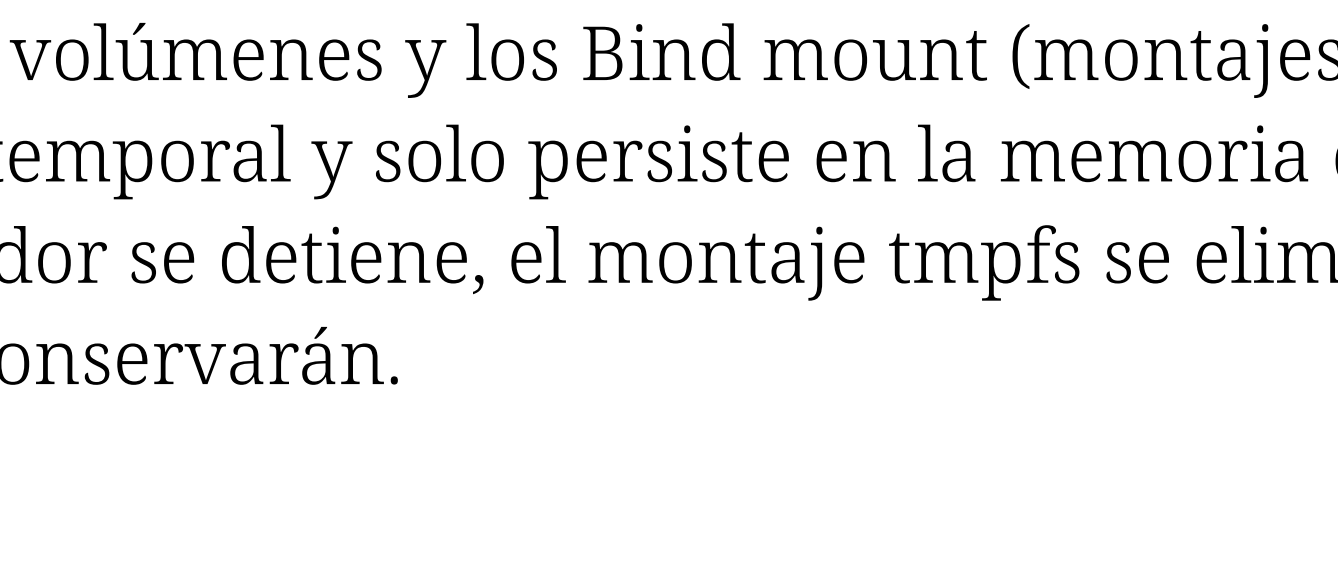 volúmenes y los Bind mount (montajes
temporal y solo persiste en la memoria
dor se detiene, el montaje tmpfs se elim
onservarán.